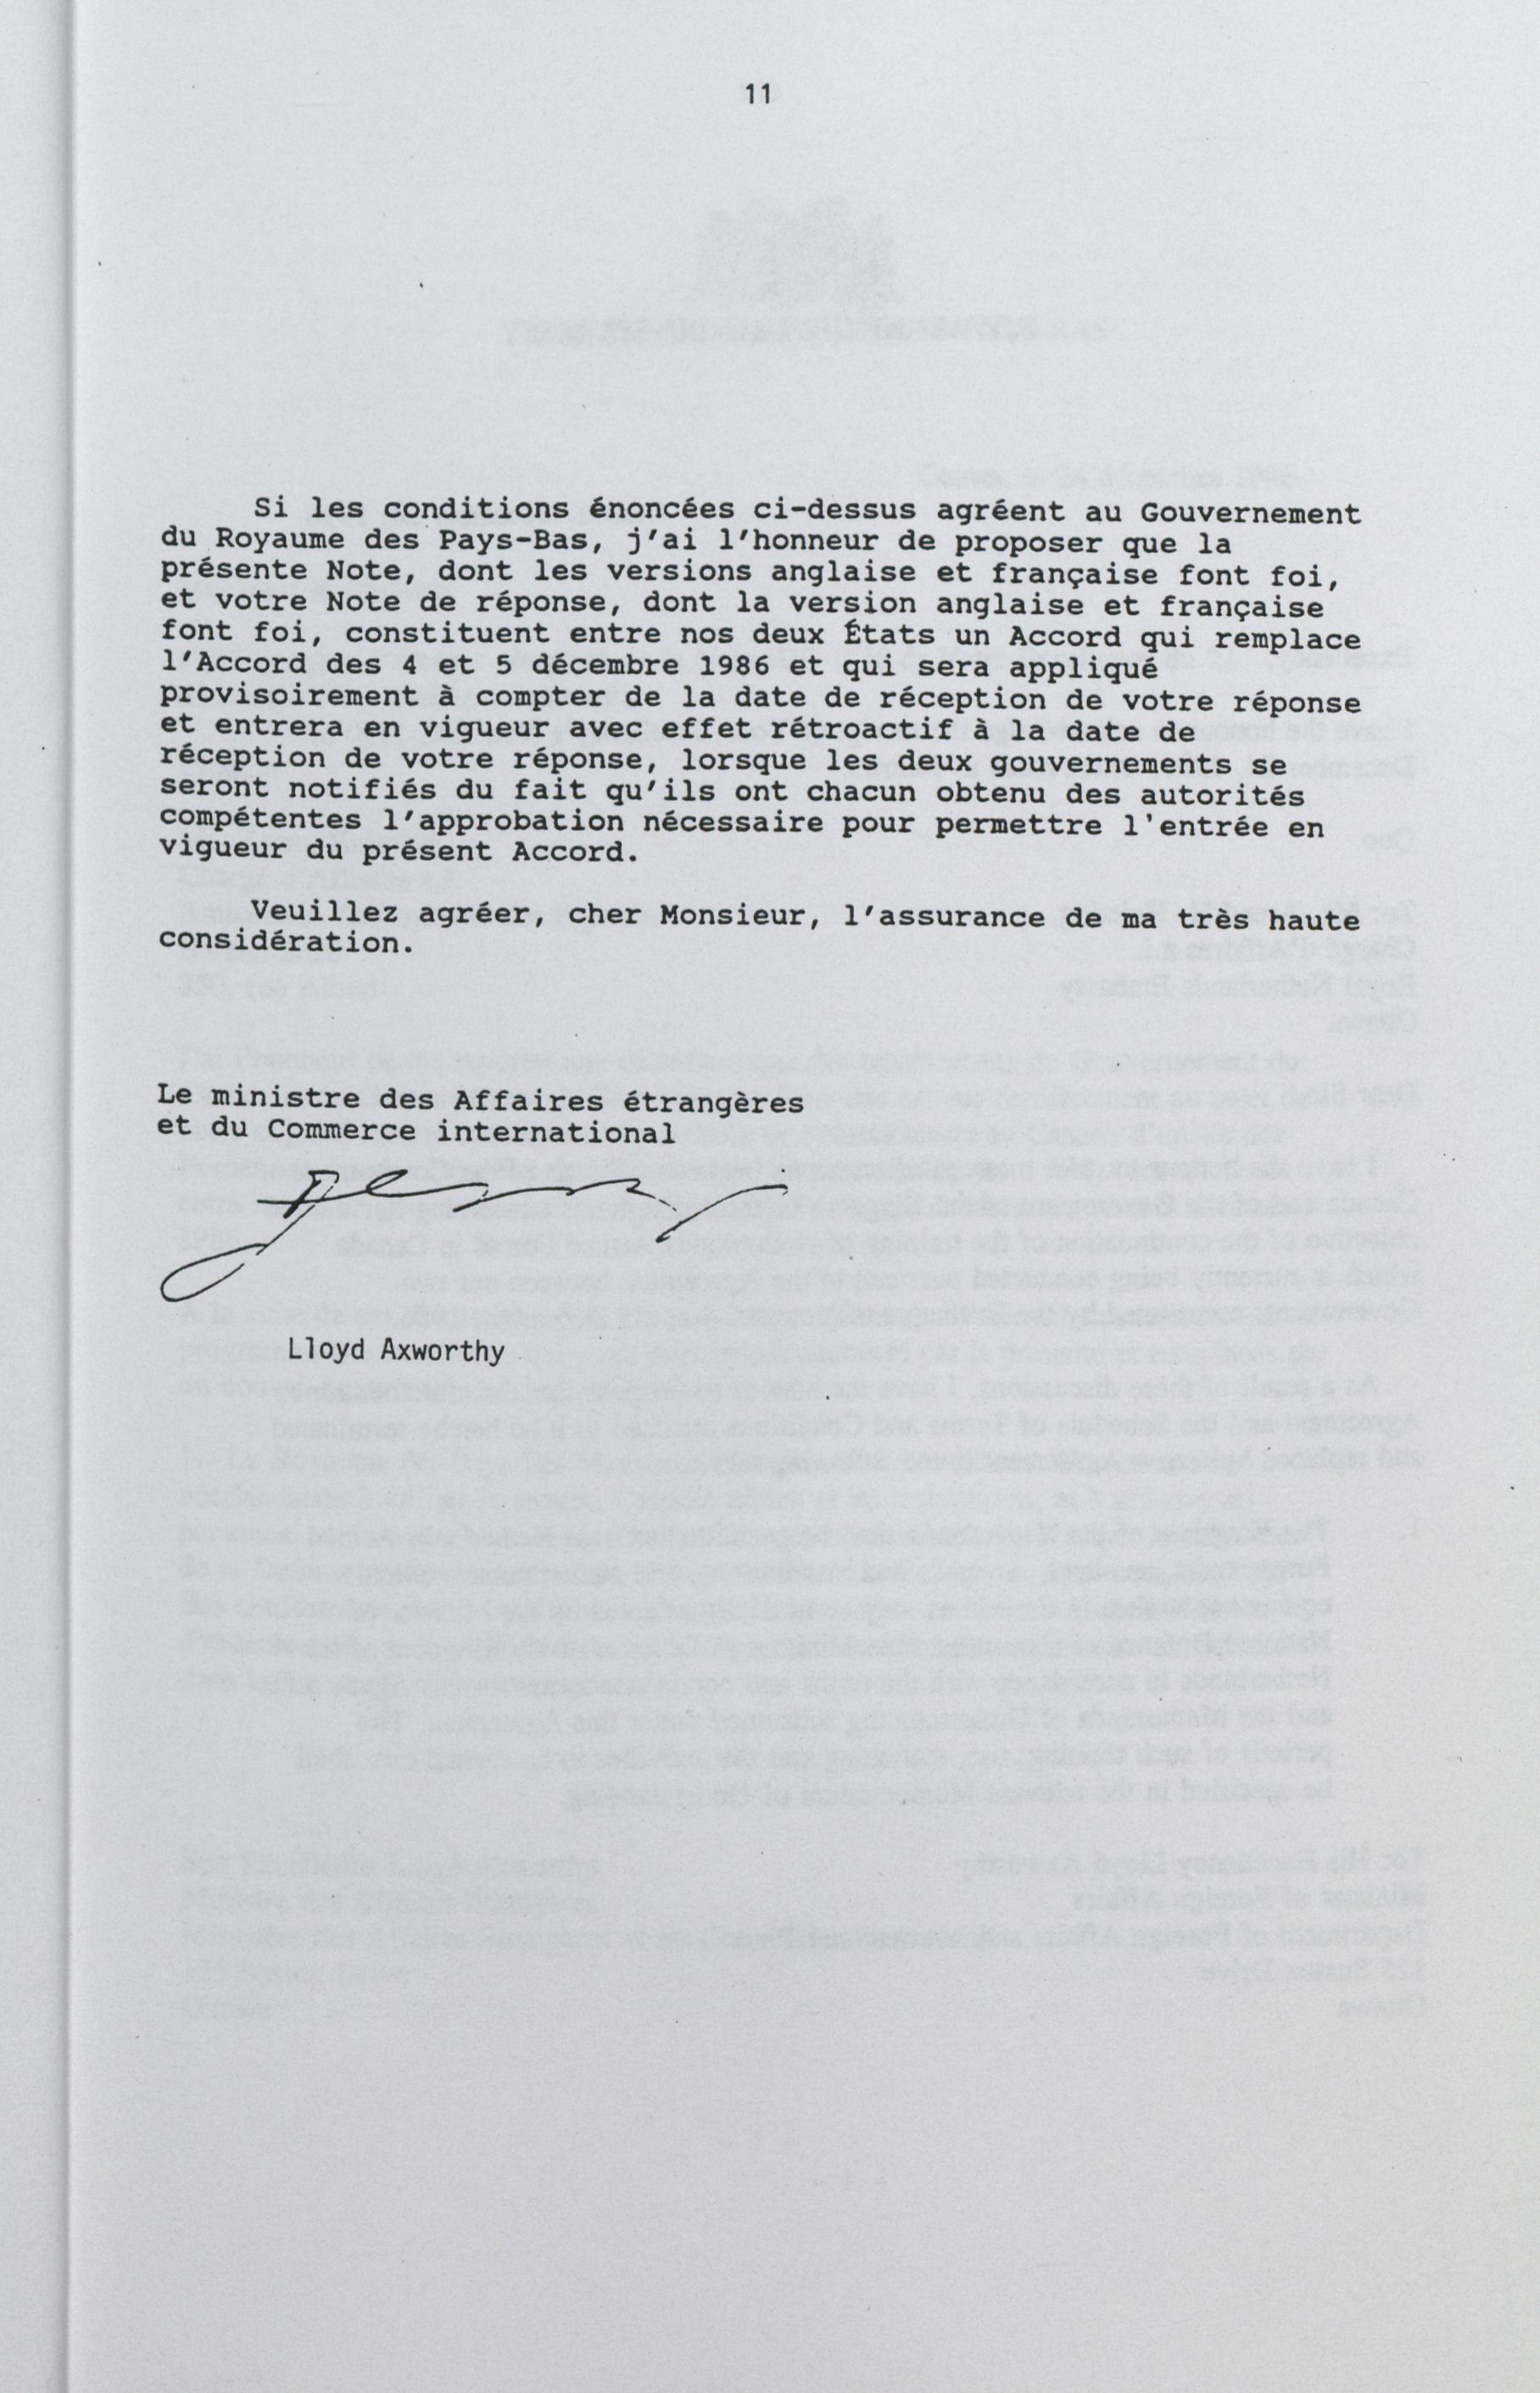 11
Si les conditions énoncées ci-dessus agréent au Gouvernement
du Royaume des Pays-Bas, j'ai l'honneur de proposer que la
présente Note, dont les versions anglaise et française font foi,
et votre Note de réponse, dont la version anglaise et française
font foi, constituent entre nos deux États un Accord qui remplace
l'Accord des 4 et 5 décembre 1986 et qui sera appliqué
provisoirement à compter de la date de réception de votre réponse
et entrera en vigueur avec effet rétroactif à la date de
réception de votre réponse, lorsque les deux gouvernements se
seront notifiés du fait qu'ils ont chacun obtenu des autorités
compétentes l'approbation nécessaire pour permettre l'entrée en
vigueur du présent Accord.
Veuillez agréer, cher Monsieur, l'assurance de ma très haute
considération.
Le ministre des Affaires étrangères
et du Commerce international
Lloyd Axworthy